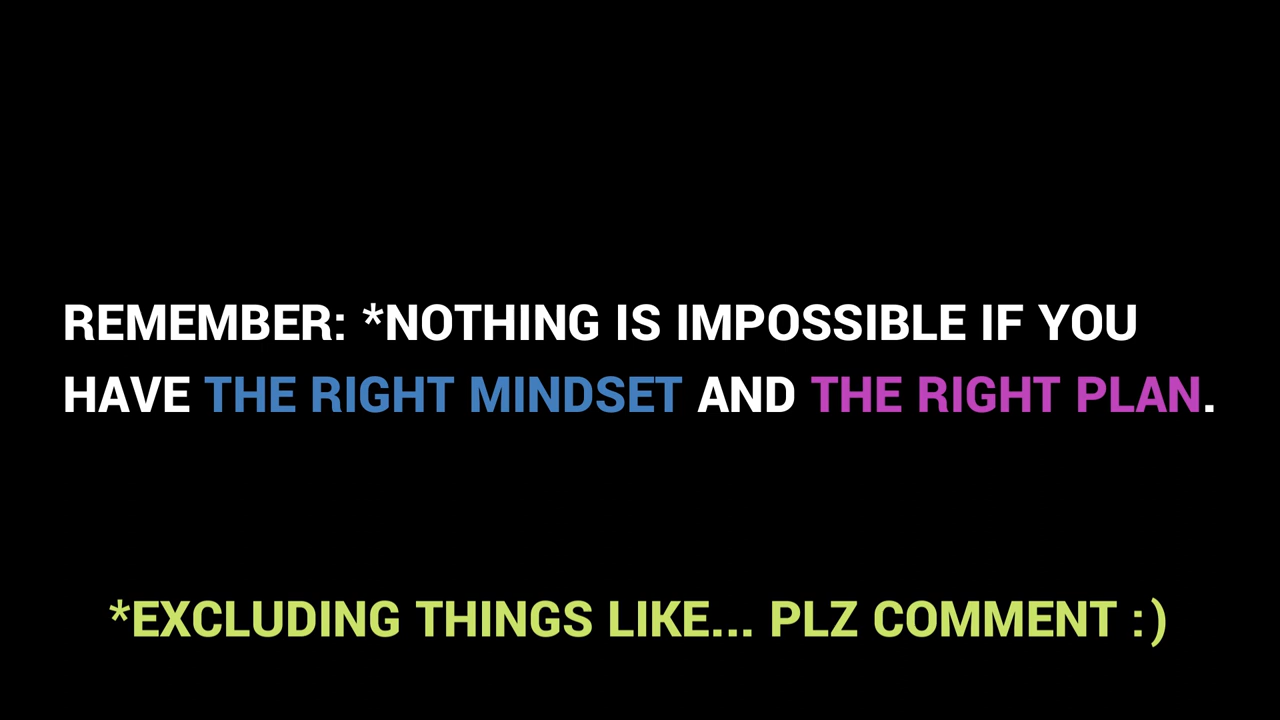 REMEMBER: *NOTHING IS IMPOSSIBLE IF YOU
HAVE THE RIGHT MINDSET AND THE RIGHT PLAN.
*EXCLUDING THINGS LIKE... PLZ COMMENT :)